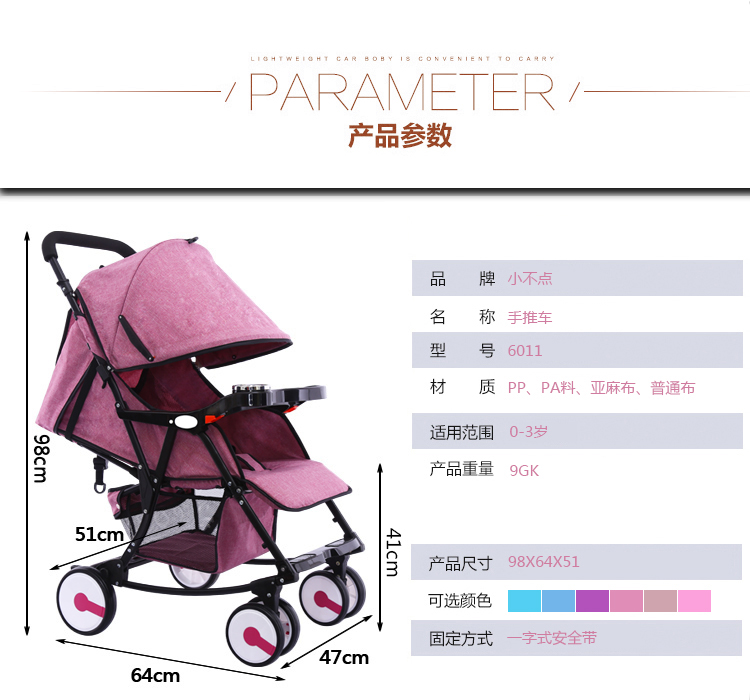 LIGHTWEIGHT CAR BOBY IS CONVENIENT TO CARRY
/ PARAMETER /
产品参数
品 牌 小不点
名 称 手推车
型 号 6011
材 质 PP、PA料、亚麻布、普通布
适用范围 0-3岁
产品重量 9GK
产品尺寸 98X64X51
可选颜色
固定方式 一字式安全带
98cm
51cm
41cm
47cm
64cm